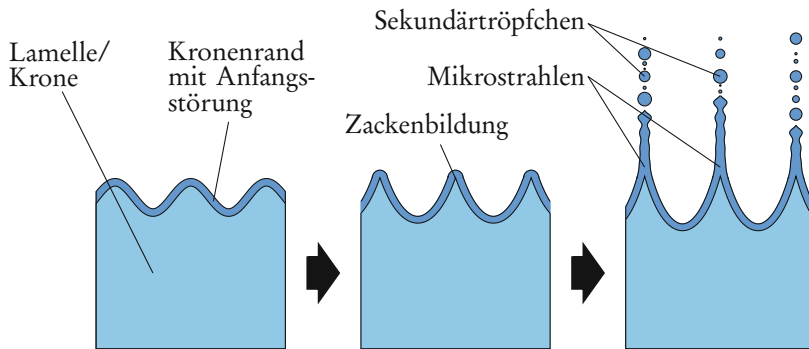 Lamelle/
Krone
Kronenrand
mit Anfangs-
störung
Zackenbildung
Sekundärtröpfchen
Mikrostrahlen